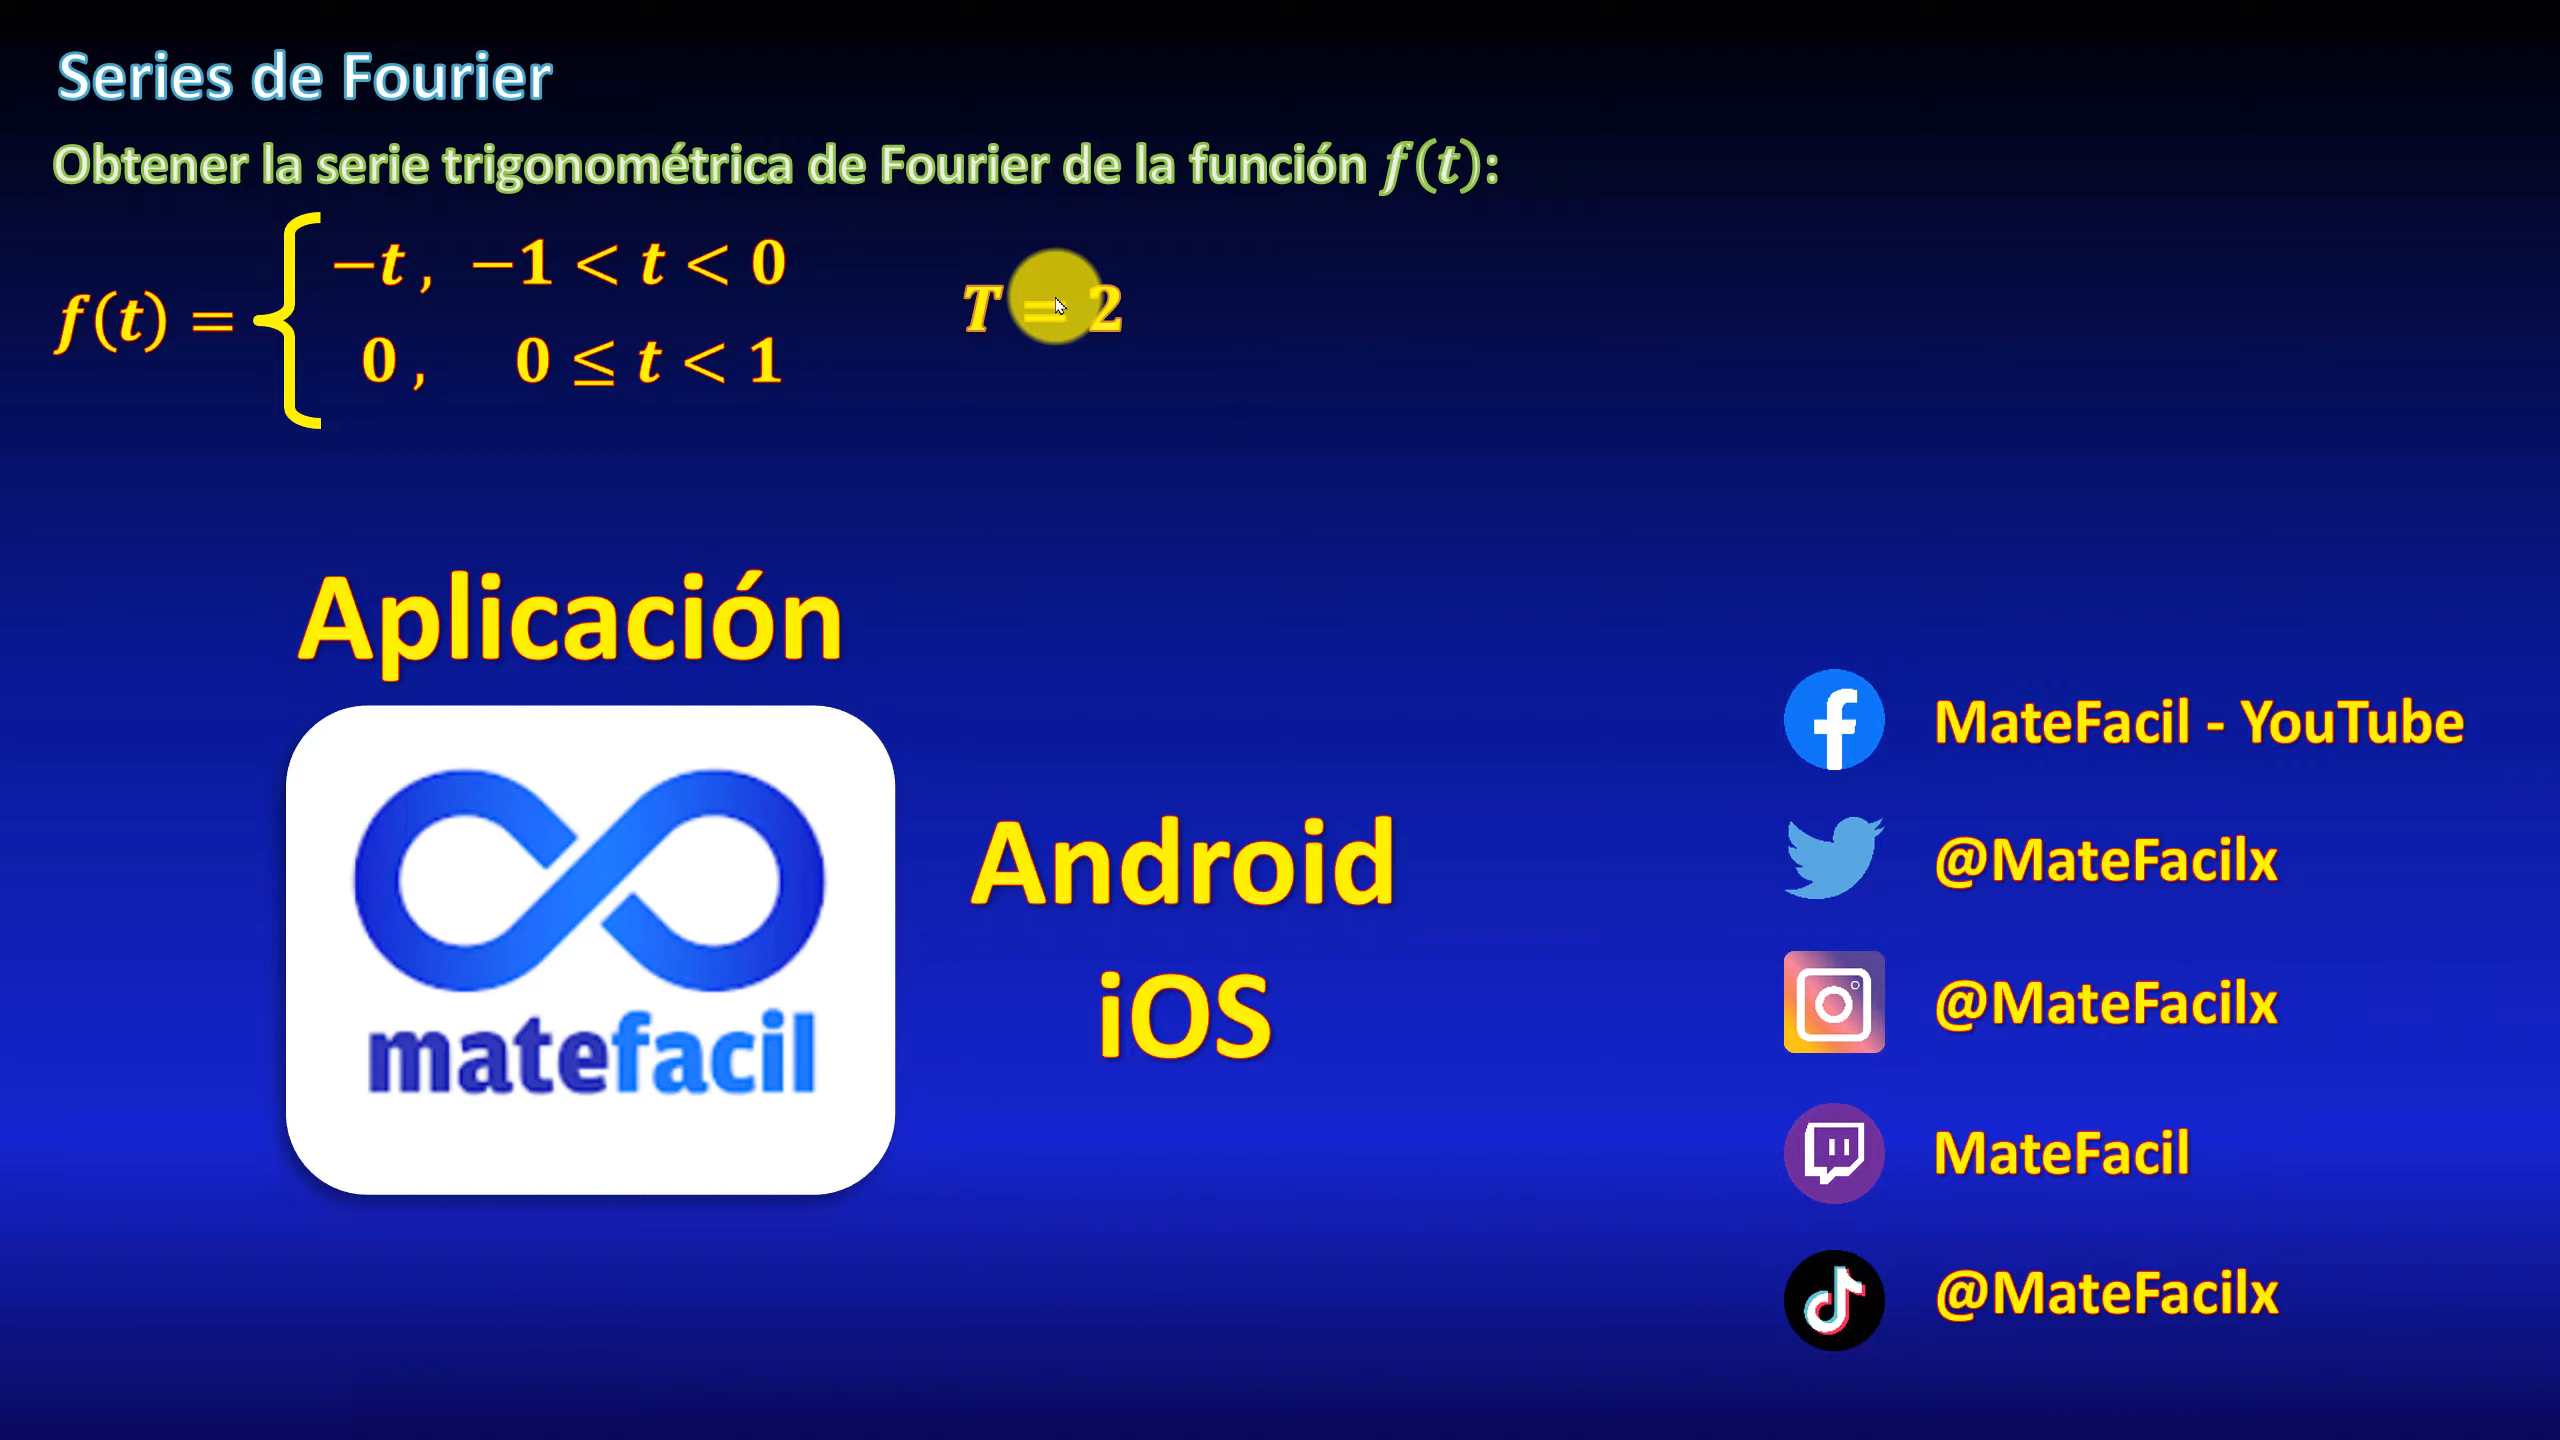 Series de Fourier
Obtener la serie trigonométrica de Fourier de la función f(t):
f(t) = { −t , −1 < t < 0
0 , 0 ≤ t < 1
T = 2
Aplicación
matefacil
Android
iOS
MateFacil - YouTube
@MateFacilx
@MateFacilx
MateFacil
@MateFacilx